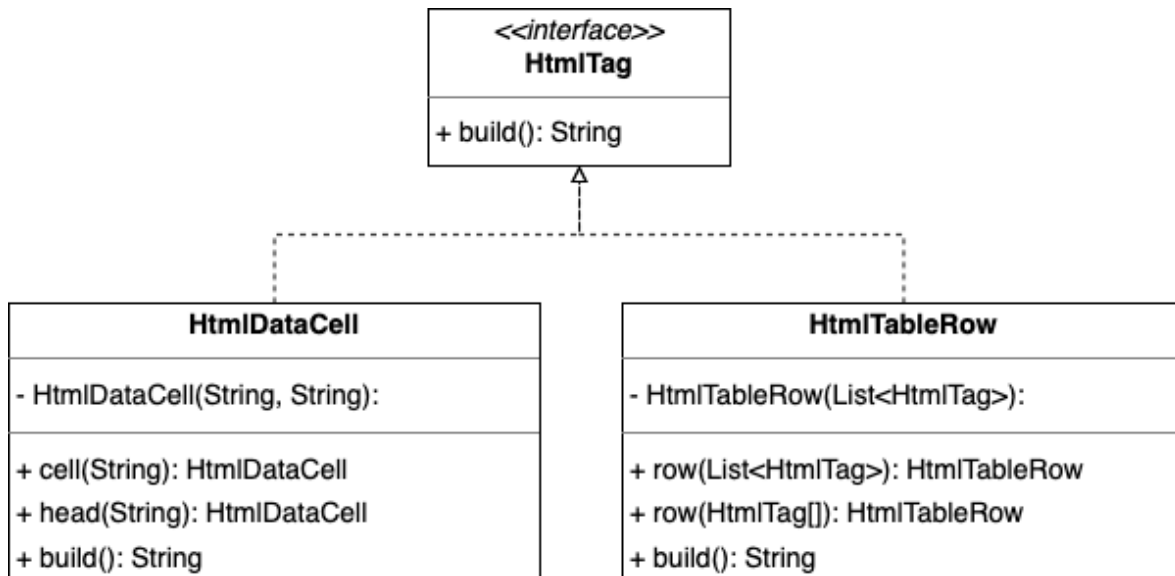 <<interface>>
HtmlTag
+ build(): String
HtmlDataCell
- HtmlDataCell(String, String):
+ cell(String): HtmlDataCell
+ head(String): HtmlDataCell
+ build(): String
HtmlTableRow
- HtmlTableRow(List<HtmlTag>):
+ row(List<HtmlTag>): HtmlTableRow
+ row(HtmlTag[]): HtmlTableRow
+ build(): String